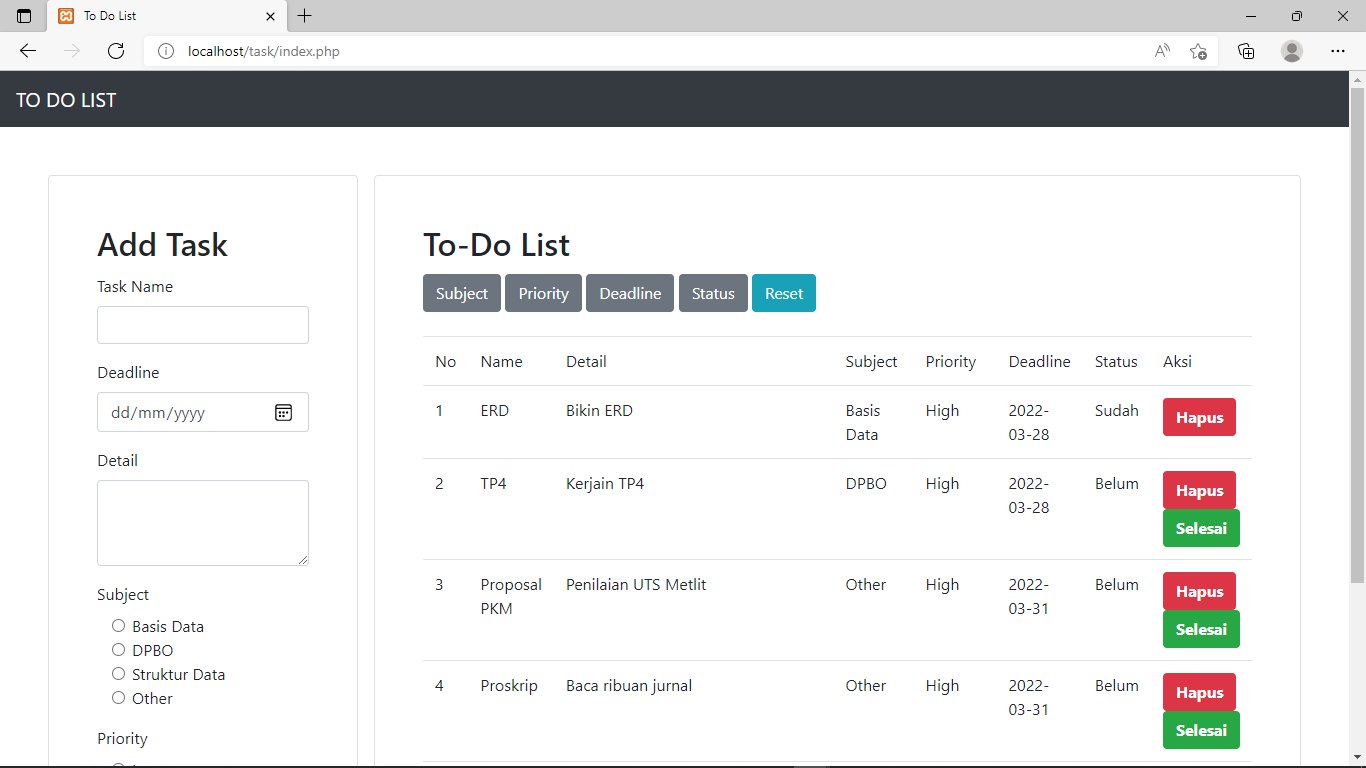 To Do List
localhost/task/index.php
TO DO LIST
Add Task
Task Name
Deadline
dd/mm/yyyy
Detail
Subject
Basis Data
DPBO
Struktur Data
Other
Priority
To-Do List
Subject Priority Deadline Status Reset
No Name Detail Subject Priority Deadline Status Aksi
1 ERD Bikin ERD Basis High 2022- Sudah Hapus
Data 03-28
2 TP4 Kerjain TP4 DPBO High 2022- Belum Hapus
03-28 Selesai
3 Proposal Penilaian UTS Metlit Other High 2022- Belum Hapus
PKM 03-31 Selesai
4 Proskrip Baca ribuan jurnal Other High 2022- Belum Hapus
03-31 Selesai